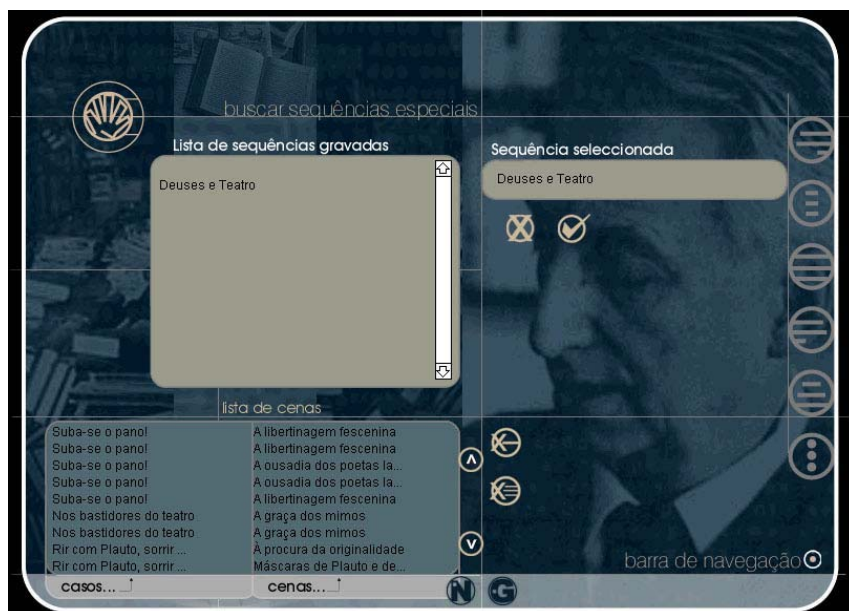 buscar sequências especiais
Lista de sequências gravadas
Deuses e Teatro
Sequência seleccionada
Deuses e Teatro
lista de cenas
Suba-se o pano! A libertinagem fescenina
Suba-se o pano! A libertinagem fescenina
Suba-se o pano! A ousadia dos poetas la...
Suba-se o pano! A ousadia dos poetas la...
Suba-se o pano! A libertinagem fescenina
Nos bastidores do teatro A graça dos mimos
Nos bastidores do teatro A graça dos mimos
Rir com Plauto, sorrir ... À procura da originalidade
Rir com Plauto, sorrir ... Máscaras de Plauto e de...
casos... cenas...
N G
barra de navegação